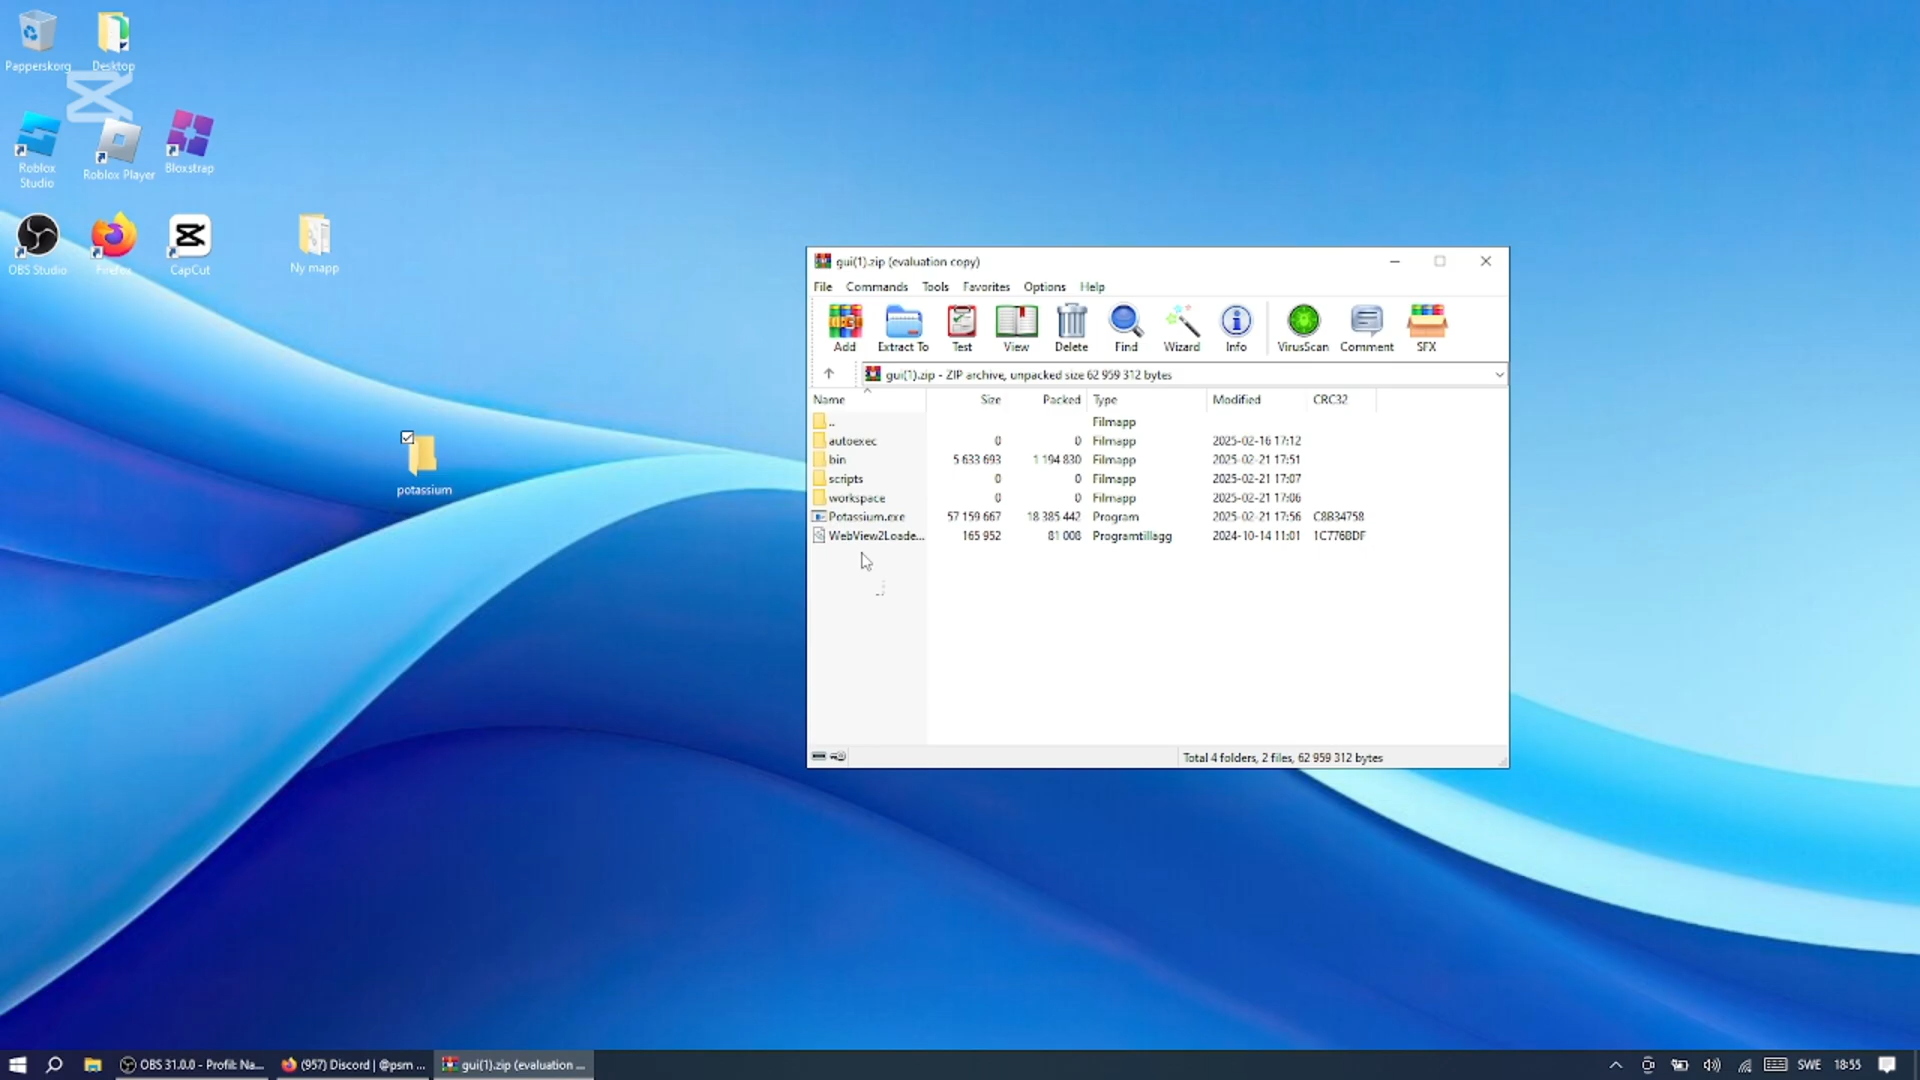 Papperskorg
Desktop
Roblox Studio
Roblox Player
Bloxstrap
OBS Studio
Firefox
CapCut
Ny mapp
potassium
gui(1).zip (evaluation copy)
File Commands Tools Favorites Options Help
Add Extract To Test View Delete Find Wizard Info VirusScan Comment SFX
gui(1).zip - ZIP archive, unpacked size 62 959 312 bytes
Name Size Packed Type Modified CRC32
.. Filmapp
autoexec 0 0 Filmapp 2025-02-16 17:12
bin 5 633 693 1 194 830 Filmapp 2025-02-21 17:51
scripts 0 0 Filmapp 2025-02-21 17:07
workspace 0 0 Filmapp 2025-02-21 17:06
Potassium.exe 57 159 667 18 385 442 Program 2025-02-21 17:56 C8B34758
WebView2Loade... 165 952 81 008 Programtillägg 2024-10-14 11:01 1C776BDF
Total 4 folders, 2 files, 62 959 312 bytes
OBS 31.0.0 - Profil: Na... (957) Discord | @psm ... gui(1).zip (evaluation ... SWE 18:55